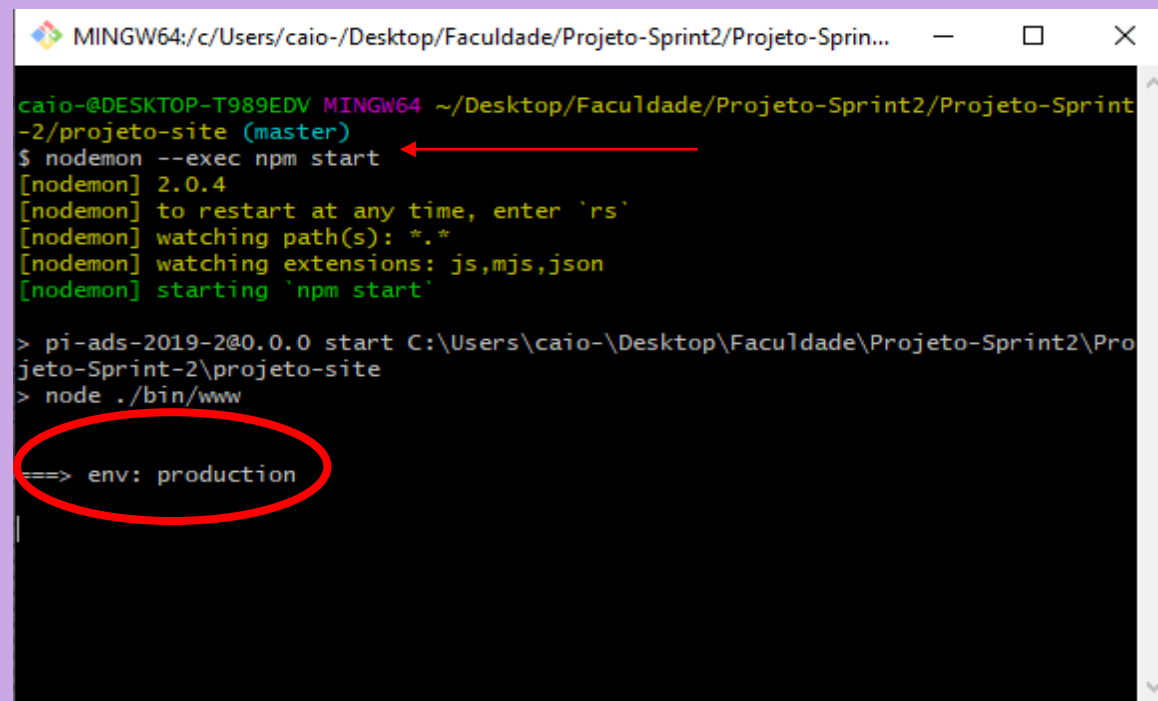 MINGW64:/c/Users/caio-/Desktop/Faculdade/Projeto-Sprint2/Projeto-Sprin...
caio-@DESKTOP-T989EDV MINGW64 ~/Desktop/Faculdade/Projeto-Sprint2/Projeto-Sprint
-2/projeto-site (master)
$ nodemon --exec npm start
[nodemon] 2.0.4
[nodemon] to restart at any time, enter `rs`
[nodemon] watching path(s): *.*
[nodemon] watching extensions: js,mjs,json
[nodemon] starting `npm start`
> pi-ads-2019-2@0.0.0 start C:\Users\caio-\Desktop\Faculdade\Projeto-Sprint2\Pro
jeto-Sprint-2\projeto-site
> node ./bin/www
===> env: production